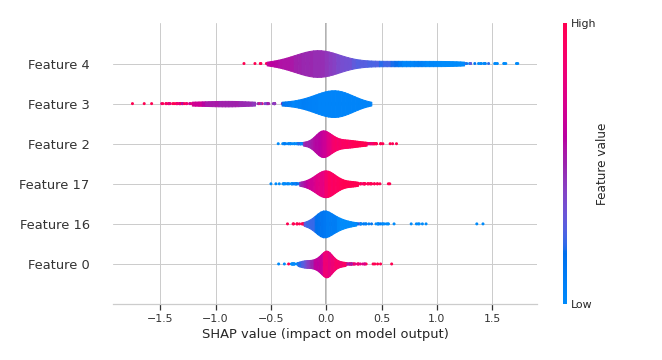 High
Feature 4
Feature 3
Feature 2
Feature 17
Feature 16
Feature 0
Feature value
Low
−1.5 −1.0 −0.5 0.0 0.5 1.0 1.5
SHAP value (impact on model output)